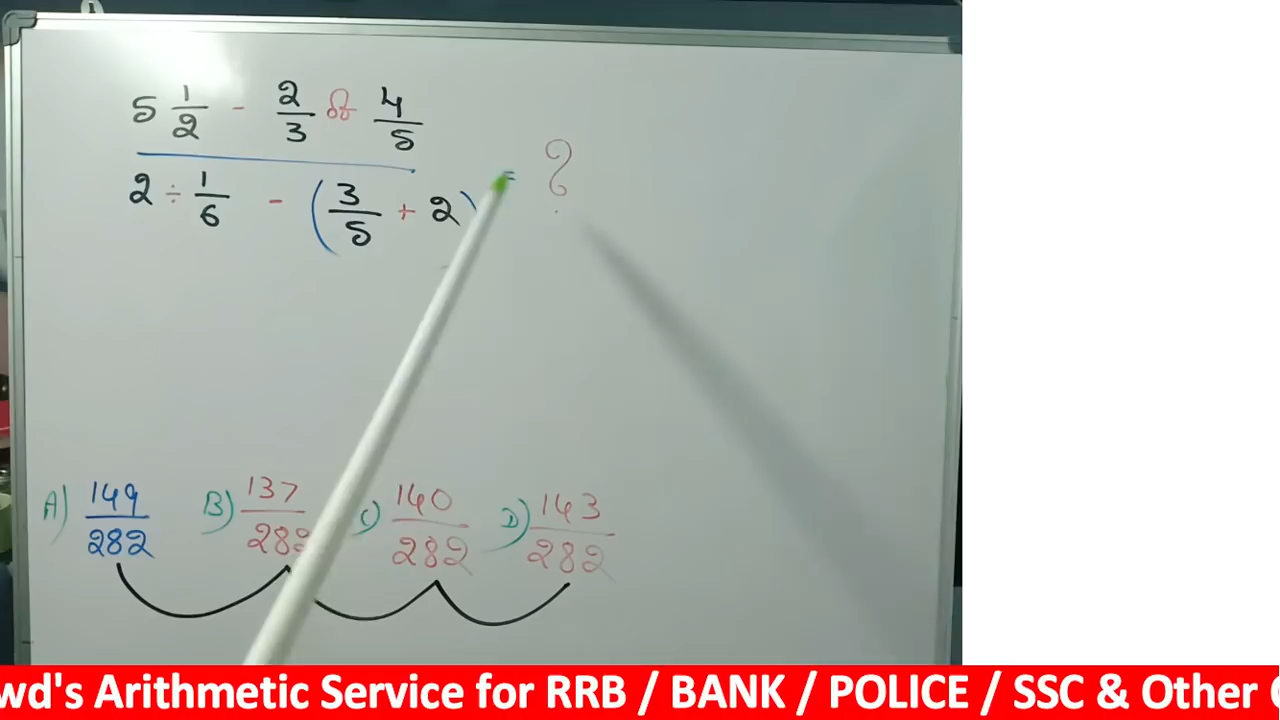 5 1/2 - 2/3 ರ 4/5
2 ÷ 1/6 - (3/5 + 2) = ?
A) 149/282 B) 137/282 C) 140/282 D) 143/282
wd's Arithmetic Service for RRB / BANK / POLICE / SSC & Other